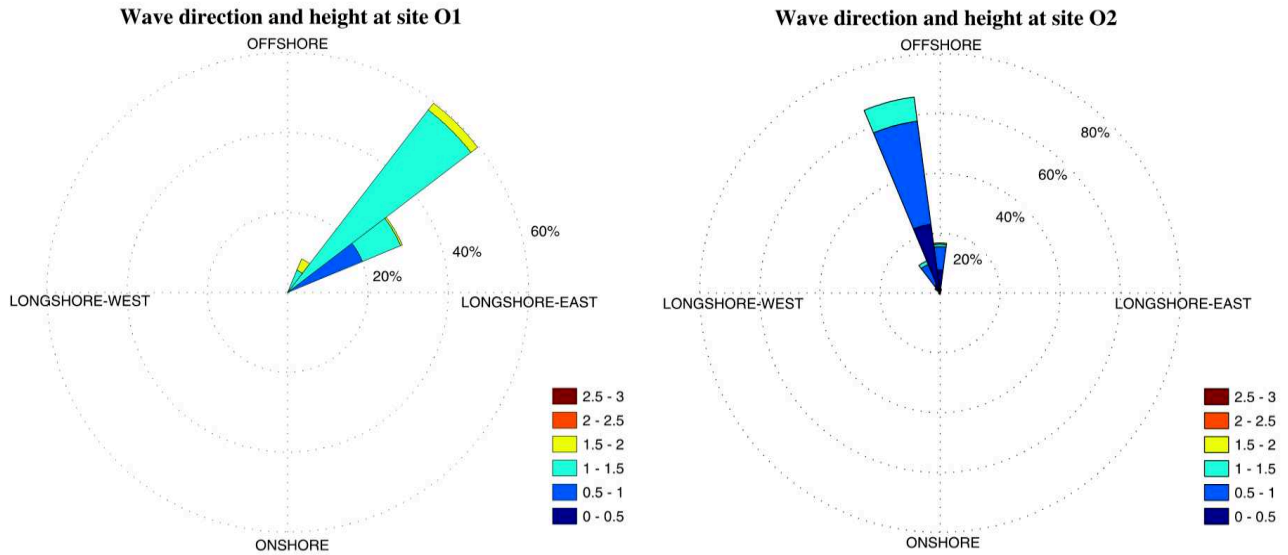 Wave direction and height at site O1
OFFSHORE
60%
40%
20%
LONGSHORE-WEST
LONGSHORE-EAST
2.5 - 3
2 - 2.5
1.5 - 2
1 - 1.5
0.5 - 1
0 - 0.5
ONSHORE
Wave direction and height at site O2
OFFSHORE
80%
60%
40%
20%
LONGSHORE-WEST
LONGSHORE-EAST
2.5 - 3
2 - 2.5
1.5 - 2
1 - 1.5
0.5 - 1
0 - 0.5
ONSHORE